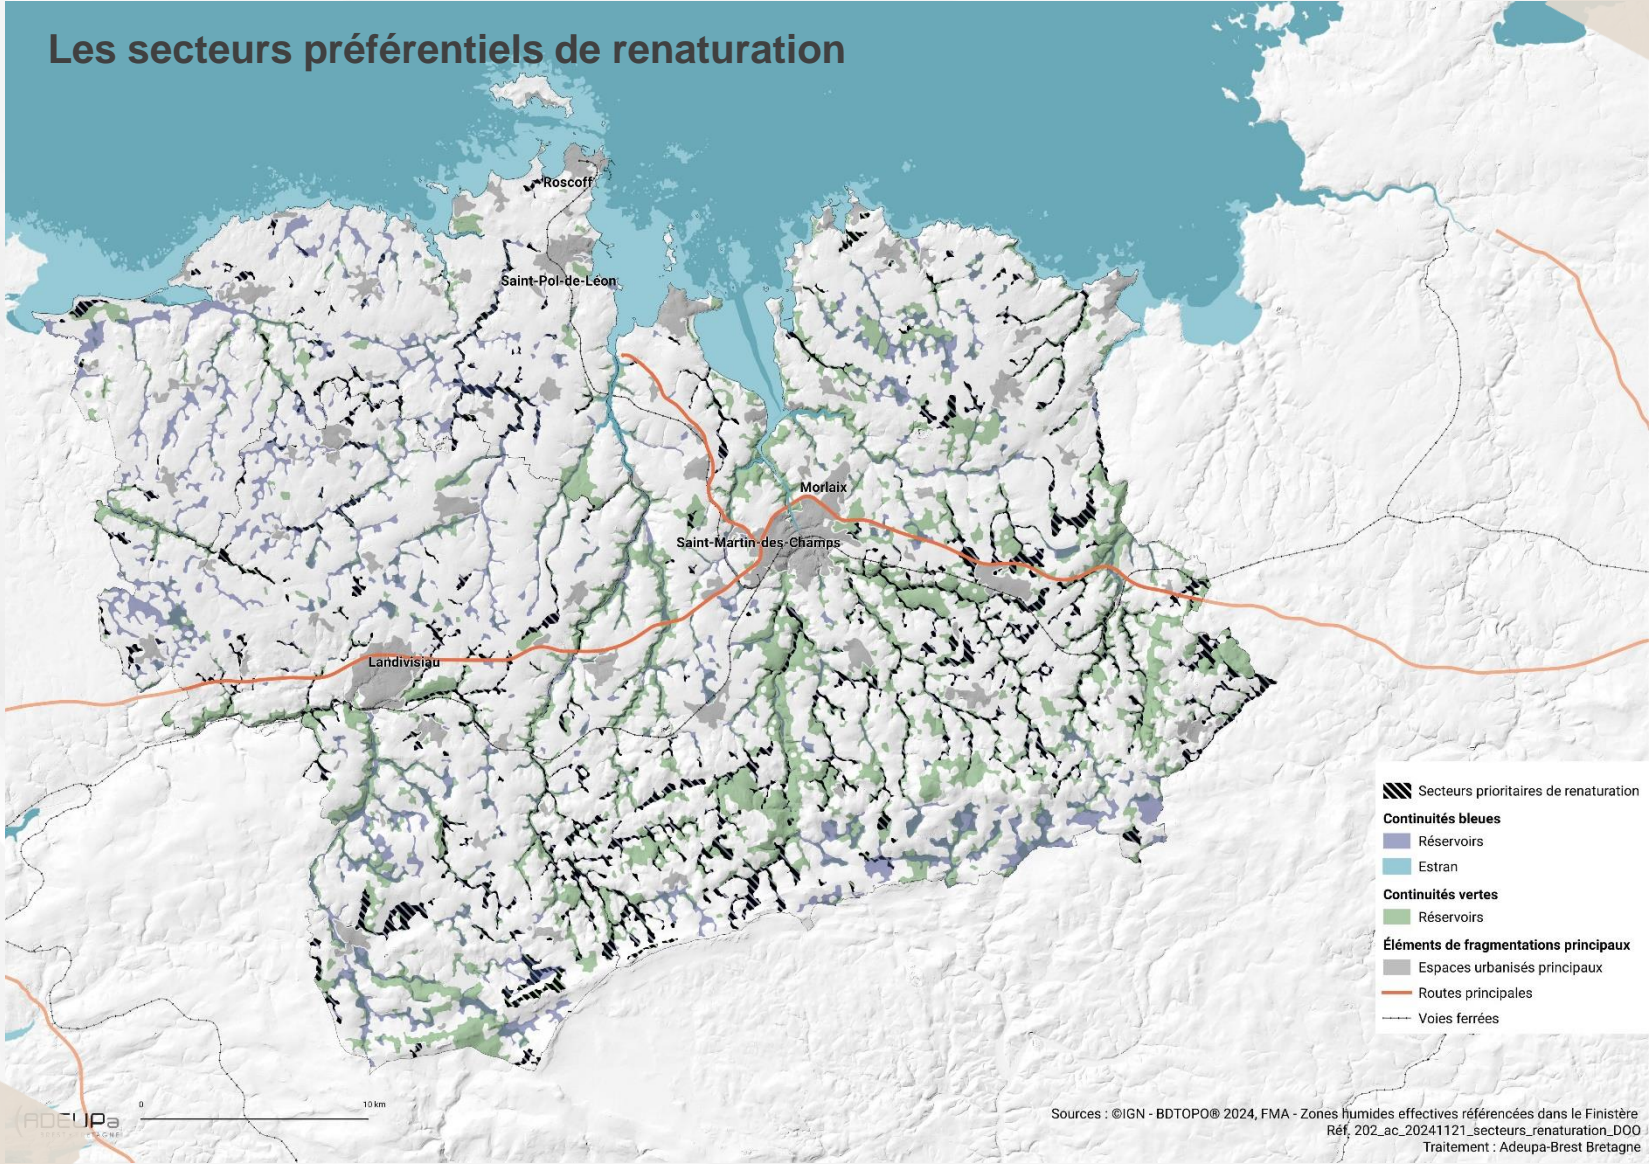 Les secteurs préférentiels de renaturation
Roscoff
Saint-Pol-de-Léon
Morlaix
Saint-Martin-des-Champs
Landivisiau
Secteurs prioritaires de renaturation
Continuités bleues
Réservoirs
Estran
Continuités vertes
Réservoirs
Éléments de fragmentations principaux
Espaces urbanisés principaux
Routes principales
Voies ferrées
0 10 km
ADEUPa
Sources : ©IGN - BDTOPO® 2024, FMA - Zones humides effectives référencées dans le Finistère
Réf. 202_ac_20241121_secteurs_renaturation_DOO
Traitement : Adeupa-Brest Bretagne